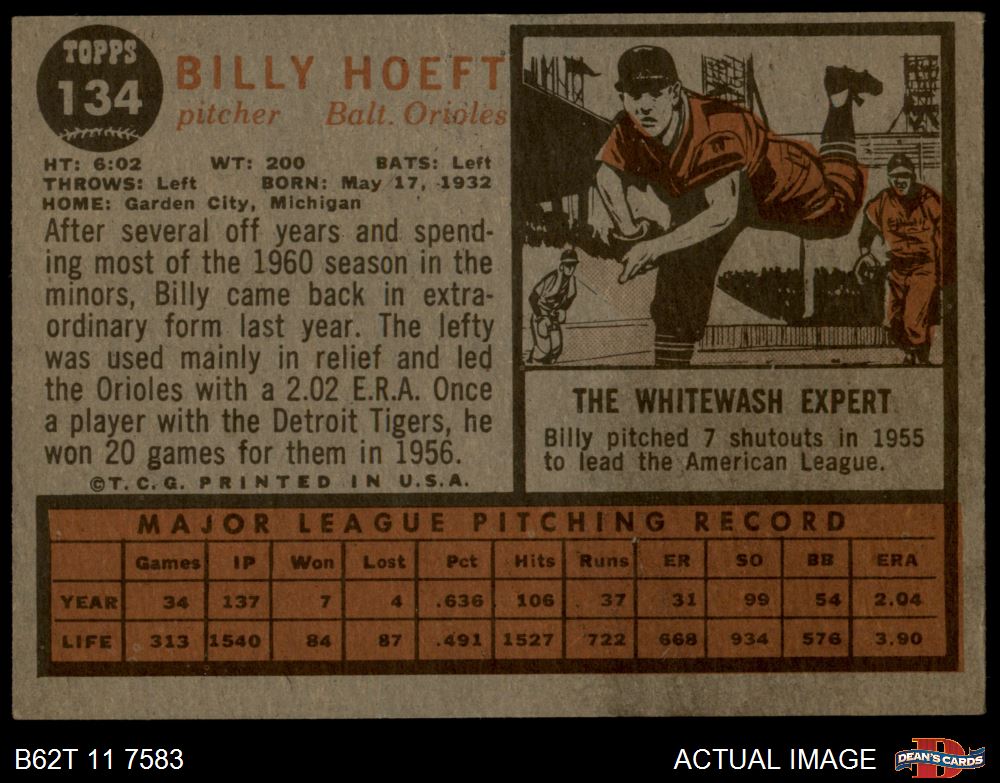 TOPPS
134
BILLY HOEFT
pitcher Balt. Orioles
HT: 6:02 WT: 200 BATS: Left
THROWS: Left BORN: May 17, 1932
HOME: Garden City, Michigan
After several off years and spend-
ing most of the 1960 season in the
minors, Billy came back in extra-
ordinary form last year. The lefty
was used mainly in relief and led
the Orioles with a 2.02 E.R.A. Once
a player with the Detroit Tigers, he
won 20 games for them in 1956.
©T.C.G. PRINTED IN U.S.A.
THE WHITEWASH EXPERT
Billy pitched 7 shutouts in 1955
to lead the American League.
MAJOR LEAGUE PITCHING RECORD
Games IP Won Lost Pct Hits Runs ER SO BB ERA
YEAR 34 137 7 4 .636 106 37 31 99 54 2.04
LIFE 313 1540 84 87 .491 1527 722 668 934 576 3.90
B62T 11 7583
ACTUAL IMAGE
DEAN'S CARDS